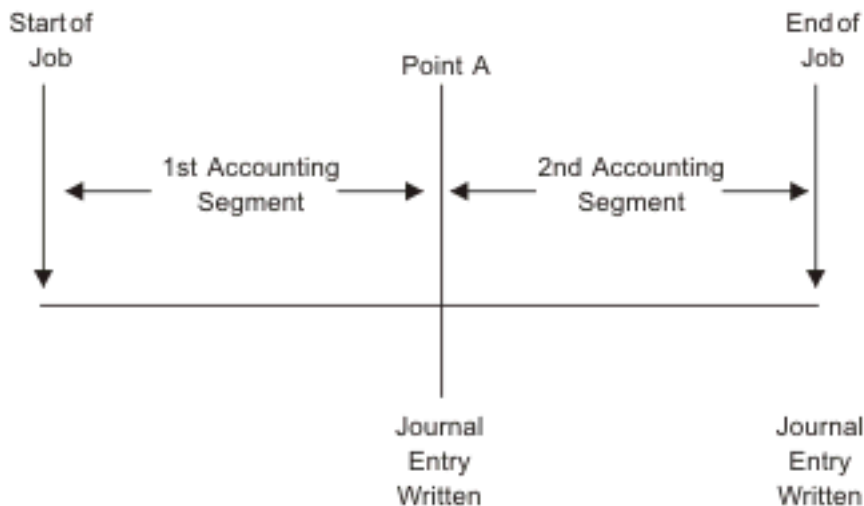 Start of
Job
Point A
End of
Job
1st Accounting
Segment
2nd Accounting
Segment
Journal
Entry
Written
Journal
Entry
Written